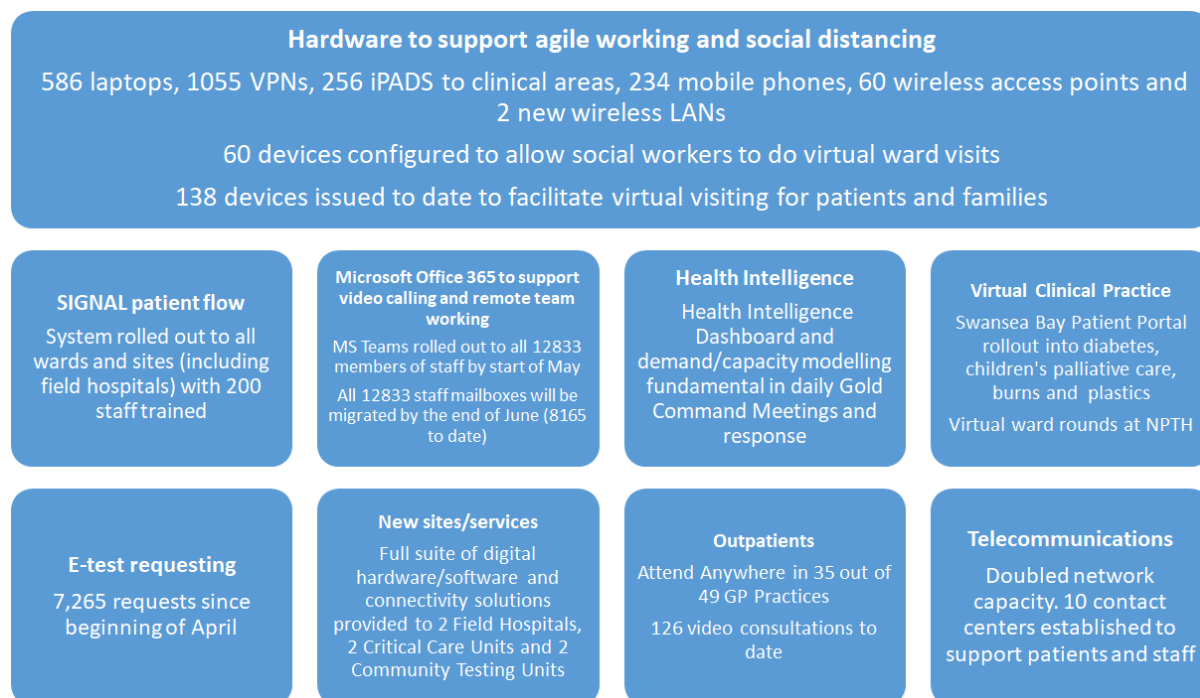 Hardware to support agile working and social distancing
586 laptops, 1055 VPNs, 256 iPADS to clinical areas, 234 mobile phones, 60 wireless access points and
2 new wireless LANs
60 devices configured to allow social workers to do virtual ward visits
138 devices issued to date to facilitate virtual visiting for patients and families
SIGNAL patient flow
System rolled out to all
wards and sites (including
field hospitals) with 200
staff trained
Microsoft Office 365 to support
video calling and remote team
working
MS Teams rolled out to all 12833
members of staff by start of May
All 12833 staff mailboxes will be
migrated by the end of June (8165
to date)
Health Intelligence
Health Intelligence
Dashboard and
demand/capacity modelling
fundamental in daily Gold
Command Meetings and
response
Virtual Clinical Practice
Swansea Bay Patient Portal
rollout into diabetes,
children's palliative care,
burns and plastics
Virtual ward rounds at NPTH
E-test requesting
7,265 requests since
beginning of April
New sites/services
Full suite of digital
hardware/software and
connectivity solutions
provided to 2 Field Hospitals,
2 Critical Care Units and 2
Community Testing Units
Outpatients
Attend Anywhere in 35 out of
49 GP Practices
126 video consultations to
date
Telecommunications
Doubled network
capacity. 10 contact
centers established to
support patients and staff